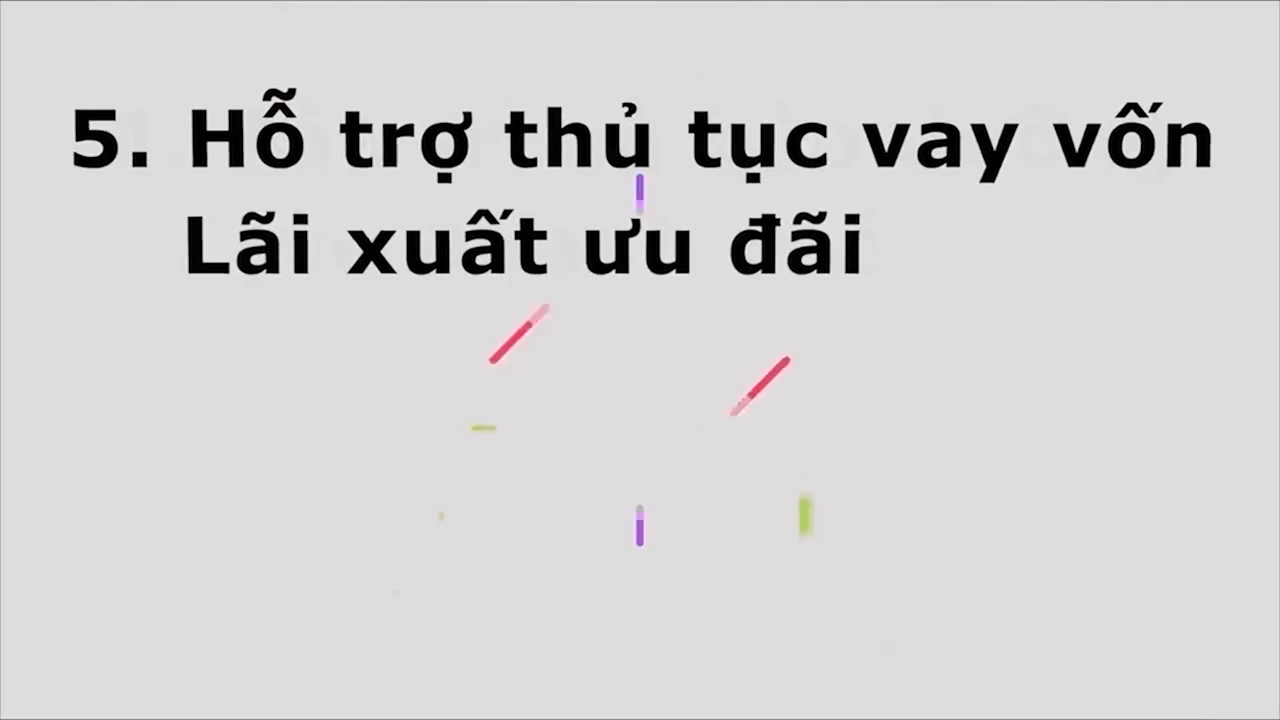 5. Hỗ trợ thủ tục vay vốn
Lãi xuất ưu đãi